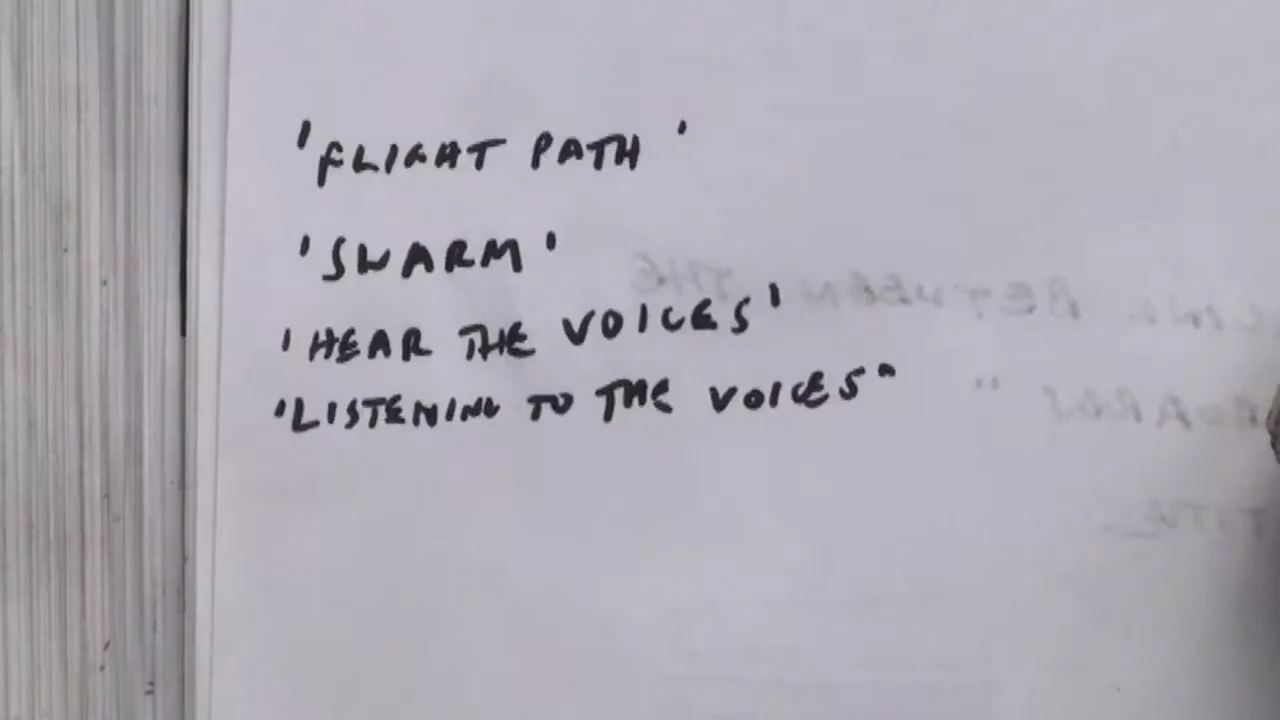 'FLIGHT PATH'
'SWARM'
'HEAR THE VOICES'
'LISTENING TO THE VOICES"